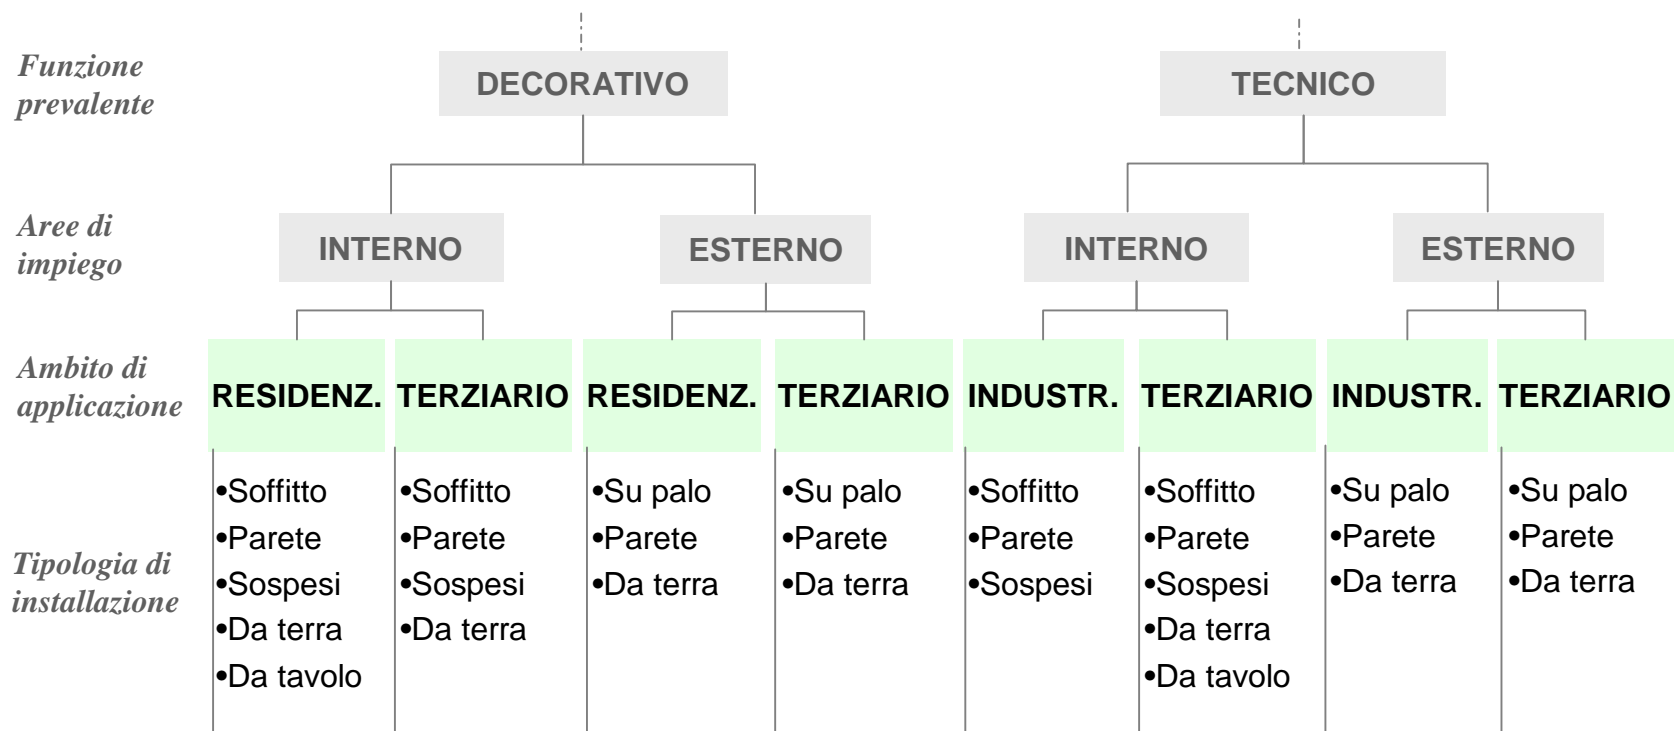 Funzione
prevalente
DECORATIVO
TECNICO
Aree di
impiego
INTERNO
ESTERNO
INTERNO
ESTERNO
Ambito di
applicazione
RESIDENZ.
TERZIARIO
RESIDENZ.
TERZIARIO
INDUSTR.
TERZIARIO
INDUSTR.
TERZIARIO
Tipologia di
installazione
•Soffitto
•Parete
•Sospesi
•Da terra
•Da tavolo
•Soffitto
•Parete
•Sospesi
•Da terra
•Su palo
•Parete
•Da terra
•Su palo
•Parete
•Da terra
•Soffitto
•Parete
•Sospesi
•Soffitto
•Parete
•Sospesi
•Da terra
•Da tavolo
•Su palo
•Parete
•Da terra
•Su palo
•Parete
•Da terra